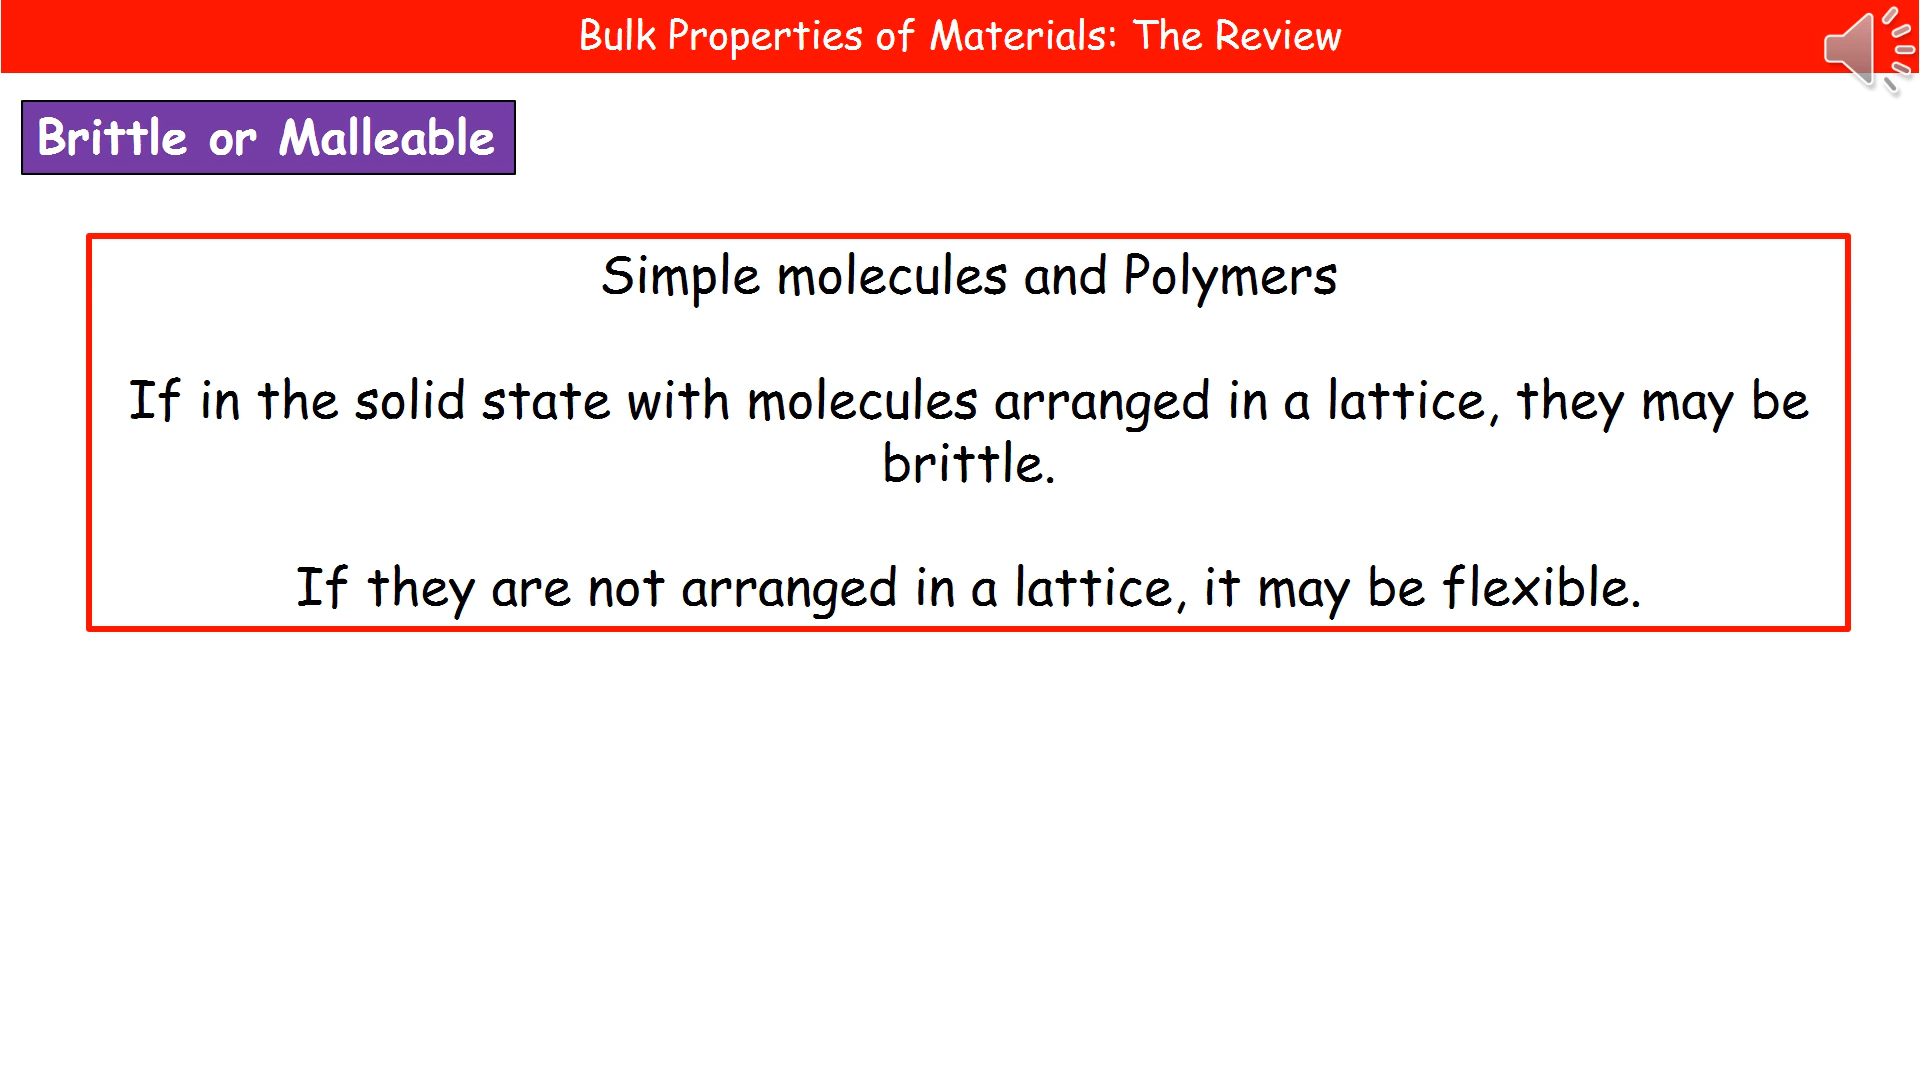 Bulk Properties of Materials: The Review
Brittle or Malleable
Simple molecules and Polymers
If in the solid state with molecules arranged in a lattice, they may be
brittle.
If they are not arranged in a lattice, it may be flexible.